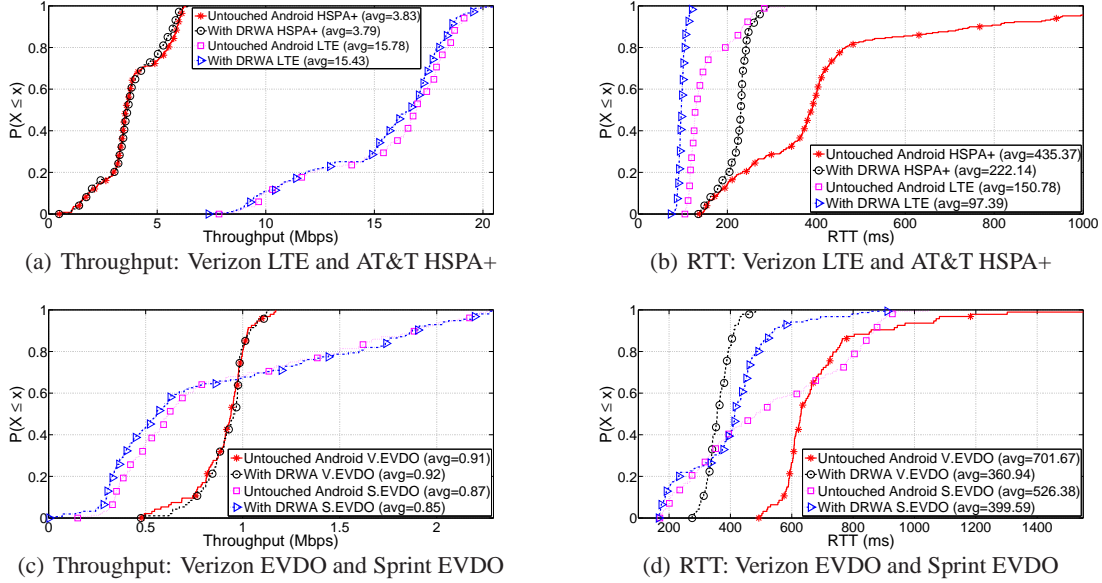 1
0.8
0.6
0.4
0.2
0
P(X ≤ x)
0 5 10 15 20
Throughput (Mbps)
Untouched Android HSPA+ (avg=3.83)
With DRWA HSPA+ (avg=3.79)
Untouched Android LTE (avg=15.78)
With DRWA LTE (avg=15.43)
(a) Throughput: Verizon LTE and AT&T HSPA+
1
0.8
0.6
0.4
0.2
0
P(X ≤ x)
0 200 400 600 800 1000
RTT (ms)
Untouched Android HSPA+ (avg=435.37)
With DRWA HSPA+ (avg=222.14)
Untouched Android LTE (avg=150.78)
With DRWA LTE (avg=97.39)
(b) RTT: Verizon LTE and AT&T HSPA+
1
0.8
0.6
0.4
0.2
0
P(X ≤ x)
0 0.5 1 1.5 2
Throughput (Mbps)
Untouched Android V.EVDO (avg=0.91)
With DRWA V.EVDO (avg=0.92)
Untouched Android S.EVDO (avg=0.87)
With DRWA S.EVDO (avg=0.85)
(c) Throughput: Verizon EVDO and Sprint EVDO
1
0.8
0.6
0.4
0.2
0
P(X ≤ x)
200 400 600 800 1000 1200 1400
RTT (ms)
Untouched Android V.EVDO (avg=701.67)
With DRWA V.EVDO (avg=360.94)
Untouched Android S.EVDO (avg=526.38)
With DRWA S.EVDO (avg=399.59)
(d) RTT: Verizon EVDO and Sprint EVDO